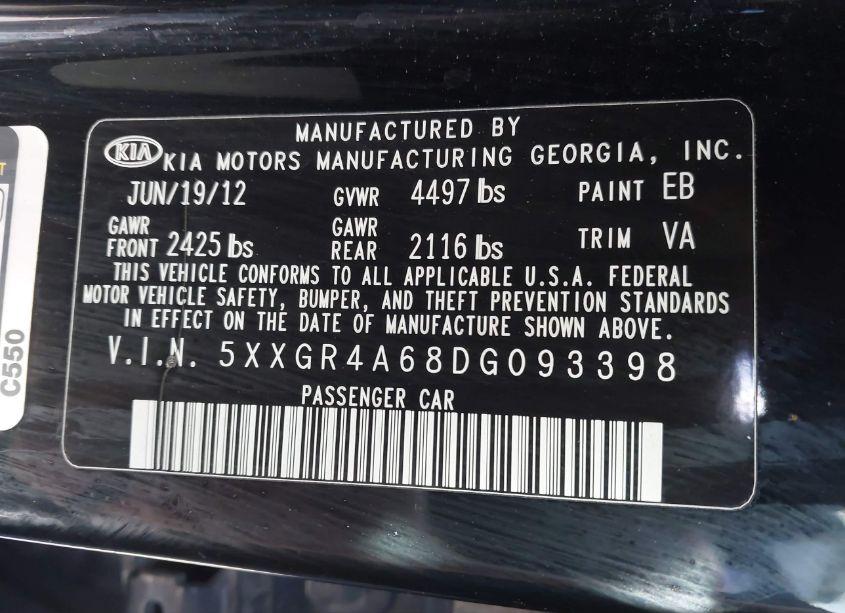 MANUFACTURED BY
KIA KIA MOTORS MANUFACTURING GEORGIA, INC.
JUN/19/12 GVWR 4497 lbs PAINT EB
GAWR FRONT 2425 lbs GAWR REAR 2116 lbs TRIM VA
THIS VEHICLE CONFORMS TO ALL APPLICABLE U.S.A. FEDERAL
MOTOR VEHICLE SAFETY, BUMPER, AND THEFT PREVENTION STANDARDS
IN EFFECT ON THE DATE OF MANUFACTURE SHOWN ABOVE.
V.I.N. 5XXGR4A68DG093398
PASSENGER CAR
C550